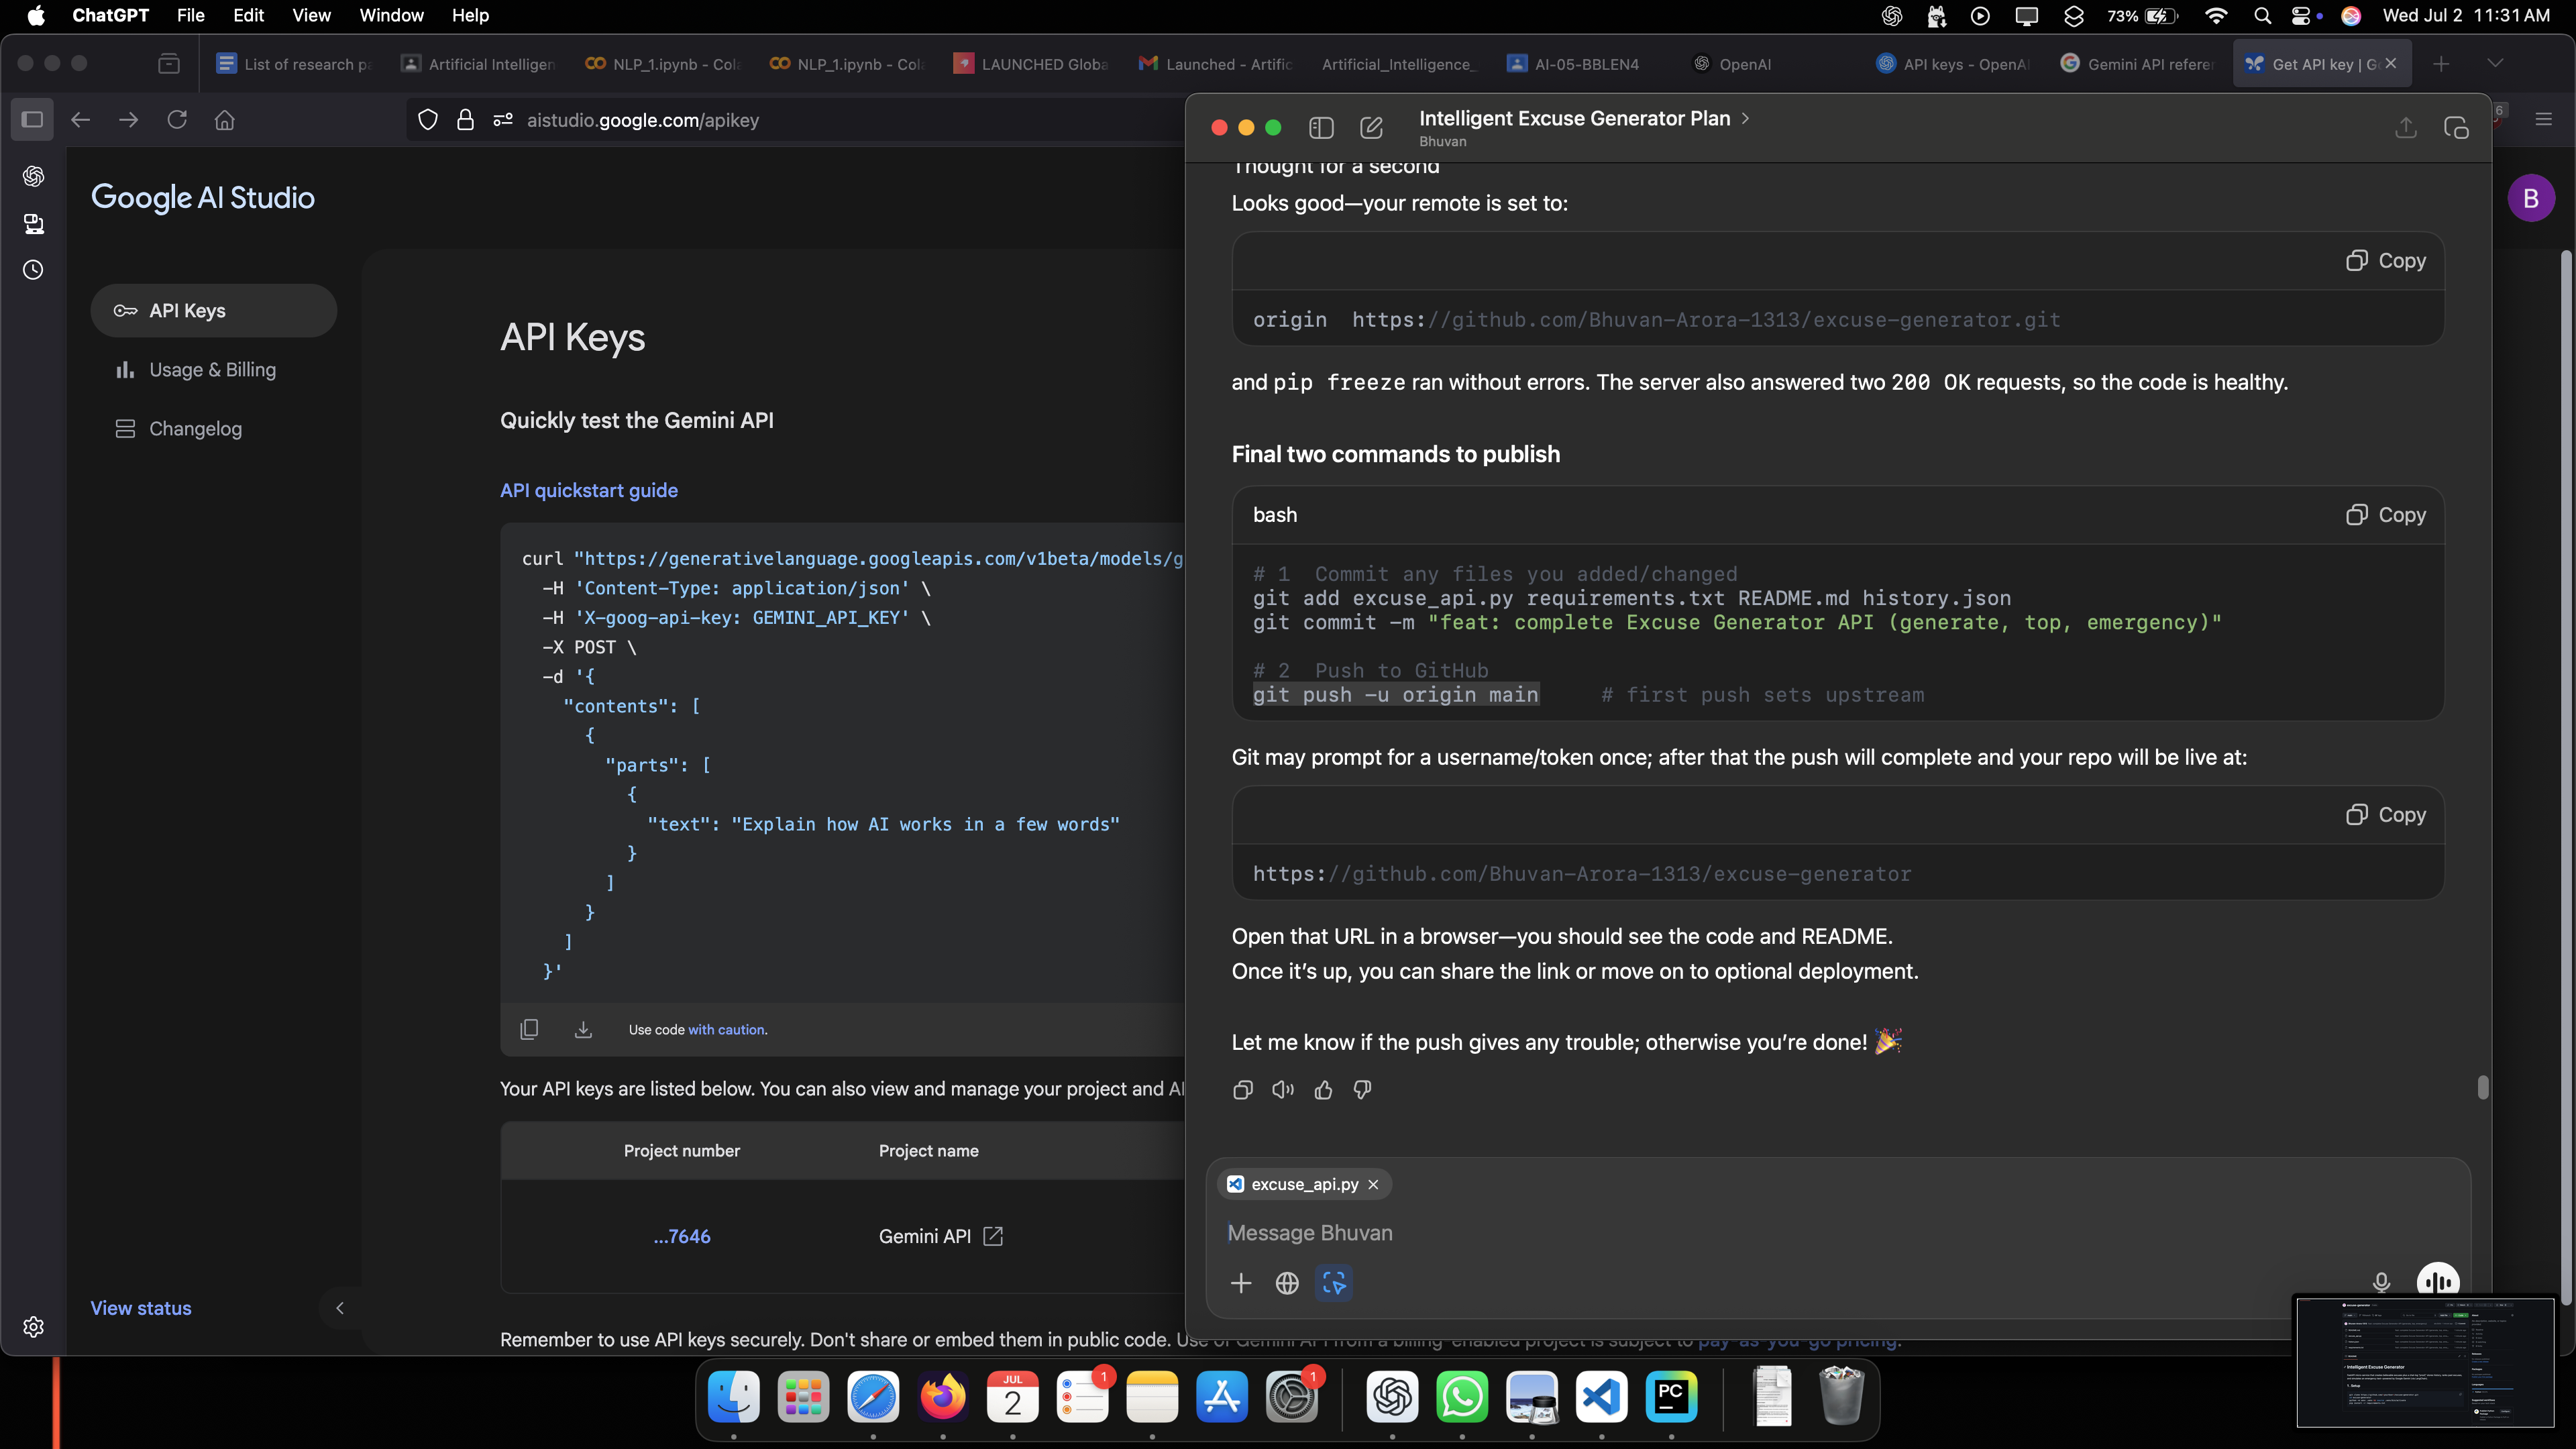 ChatGPT File Edit View Window Help 73% Wed Jul 2 11:31 AM
List of research pa Artificial Intelligen NLP_1.ipynb - Col NLP_1.ipynb - Col LAUNCHED Globa Launched - Artific Artificial_Intelligence_ AI-05-BBLEN4 OpenAI API keys - OpenA Gemini API refere Get API key | G
aistudio.google.com/apikey
6
Google AI Studio
B
API Keys
Usage & Billing
Changelog
View status
API Keys
Quickly test the Gemini API
API quickstart guide
curl "https://generativelanguage.googleapis.com/v1beta/models/g
-H 'Content-Type: application/json' \
-H 'X-goog-api-key: GEMINI_API_KEY' \
-X POST \
-d '{
"contents": [
{
"parts": [
{
"text": "Explain how AI works in a few words"
}
]
}
]
}'
Use code with caution.
Your API keys are listed below. You can also view and manage your project and AI
Project number Project name
...7646 Gemini API
Remember to use API keys securely. Don't share or embed them in public code. Use of Gemini API from a billing-enabled project is subject to pay-as-you-go pricing.
Intelligent Excuse Generator Plan
Bhuvan
Thought for a second
Looks good—your remote is set to:
Copy
origin https://github.com/Bhuvan-Arora-1313/excuse-generator.git
and pip freeze ran without errors. The server also answered two 200 OK requests, so the code is healthy.
Final two commands to publish
bash Copy
# 1 Commit any files you added/changed
git add excuse_api.py requirements.txt README.md history.json
git commit -m "feat: complete Excuse Generator API (generate, top, emergency)"
# 2 Push to GitHub
git push -u origin main # first push sets upstream
Git may prompt for a username/token once; after that the push will complete and your repo will be live at:
Copy
https://github.com/Bhuvan-Arora-1313/excuse-generator
Open that URL in a browser—you should see the code and README.
Once it's up, you can share the link or move on to optional deployment.
Let me know if the push gives any trouble; otherwise you're done! 🎉
excuse_api.py
Message Bhuvan
Intelligent Excuse Generator
JUL
2
1
1
PC